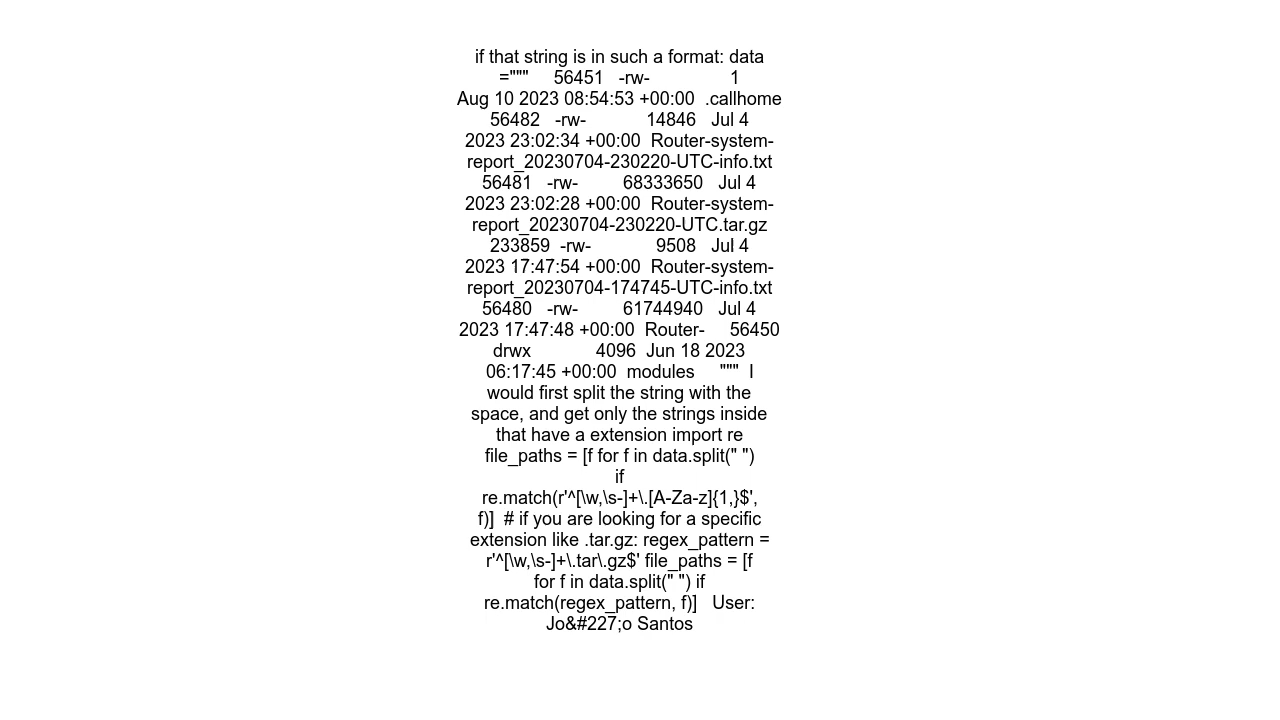 if that string is in such a format: data
="""     56451   -rw-                1
Aug 10 2023 08:54:53 +00:00  .callhome
56482   -rw-            14846   Jul 4
2023 23:02:34 +00:00  Router-system-
report_20230704-230220-UTC-info.txt
56481   -rw-         68333650   Jul 4
2023 23:02:28 +00:00  Router-system-
report_20230704-230220-UTC.tar.gz
233859  -rw-             9508   Jul 4
2023 17:47:54 +00:00  Router-system-
report_20230704-174745-UTC-info.txt
56480   -rw-         61744940   Jul 4
2023 17:47:48 +00:00  Router-     56450
drwx             4096  Jun 18 2023
06:17:45 +00:00  modules     """  I
would first split the string with the
space, and get only the strings inside
that have a extension import re
file_paths = [f for f in data.split(" ")
if
re.match(r'^[\w,\s-]+\.[A-Za-z]{1,}$',
f)]  # if you are looking for a specific
extension like .tar.gz: regex_pattern =
r'^[\w,\s-]+\.tar\.gz$' file_paths = [f
for f in data.split(" ") if
re.match(regex_pattern, f)]   User:
Jo&#227;o Santos